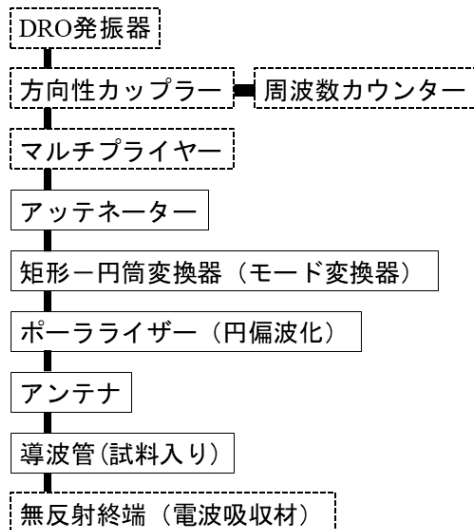 DRO発振器
方向性カップラー
周波数カウンター
マルチプライヤー
アッテネーター
矩形－円筒変換器（モード変換器）
ポーラライザー（円偏波化）
アンテナ
導波管(試料入り）
無反射終端（電波吸収材）